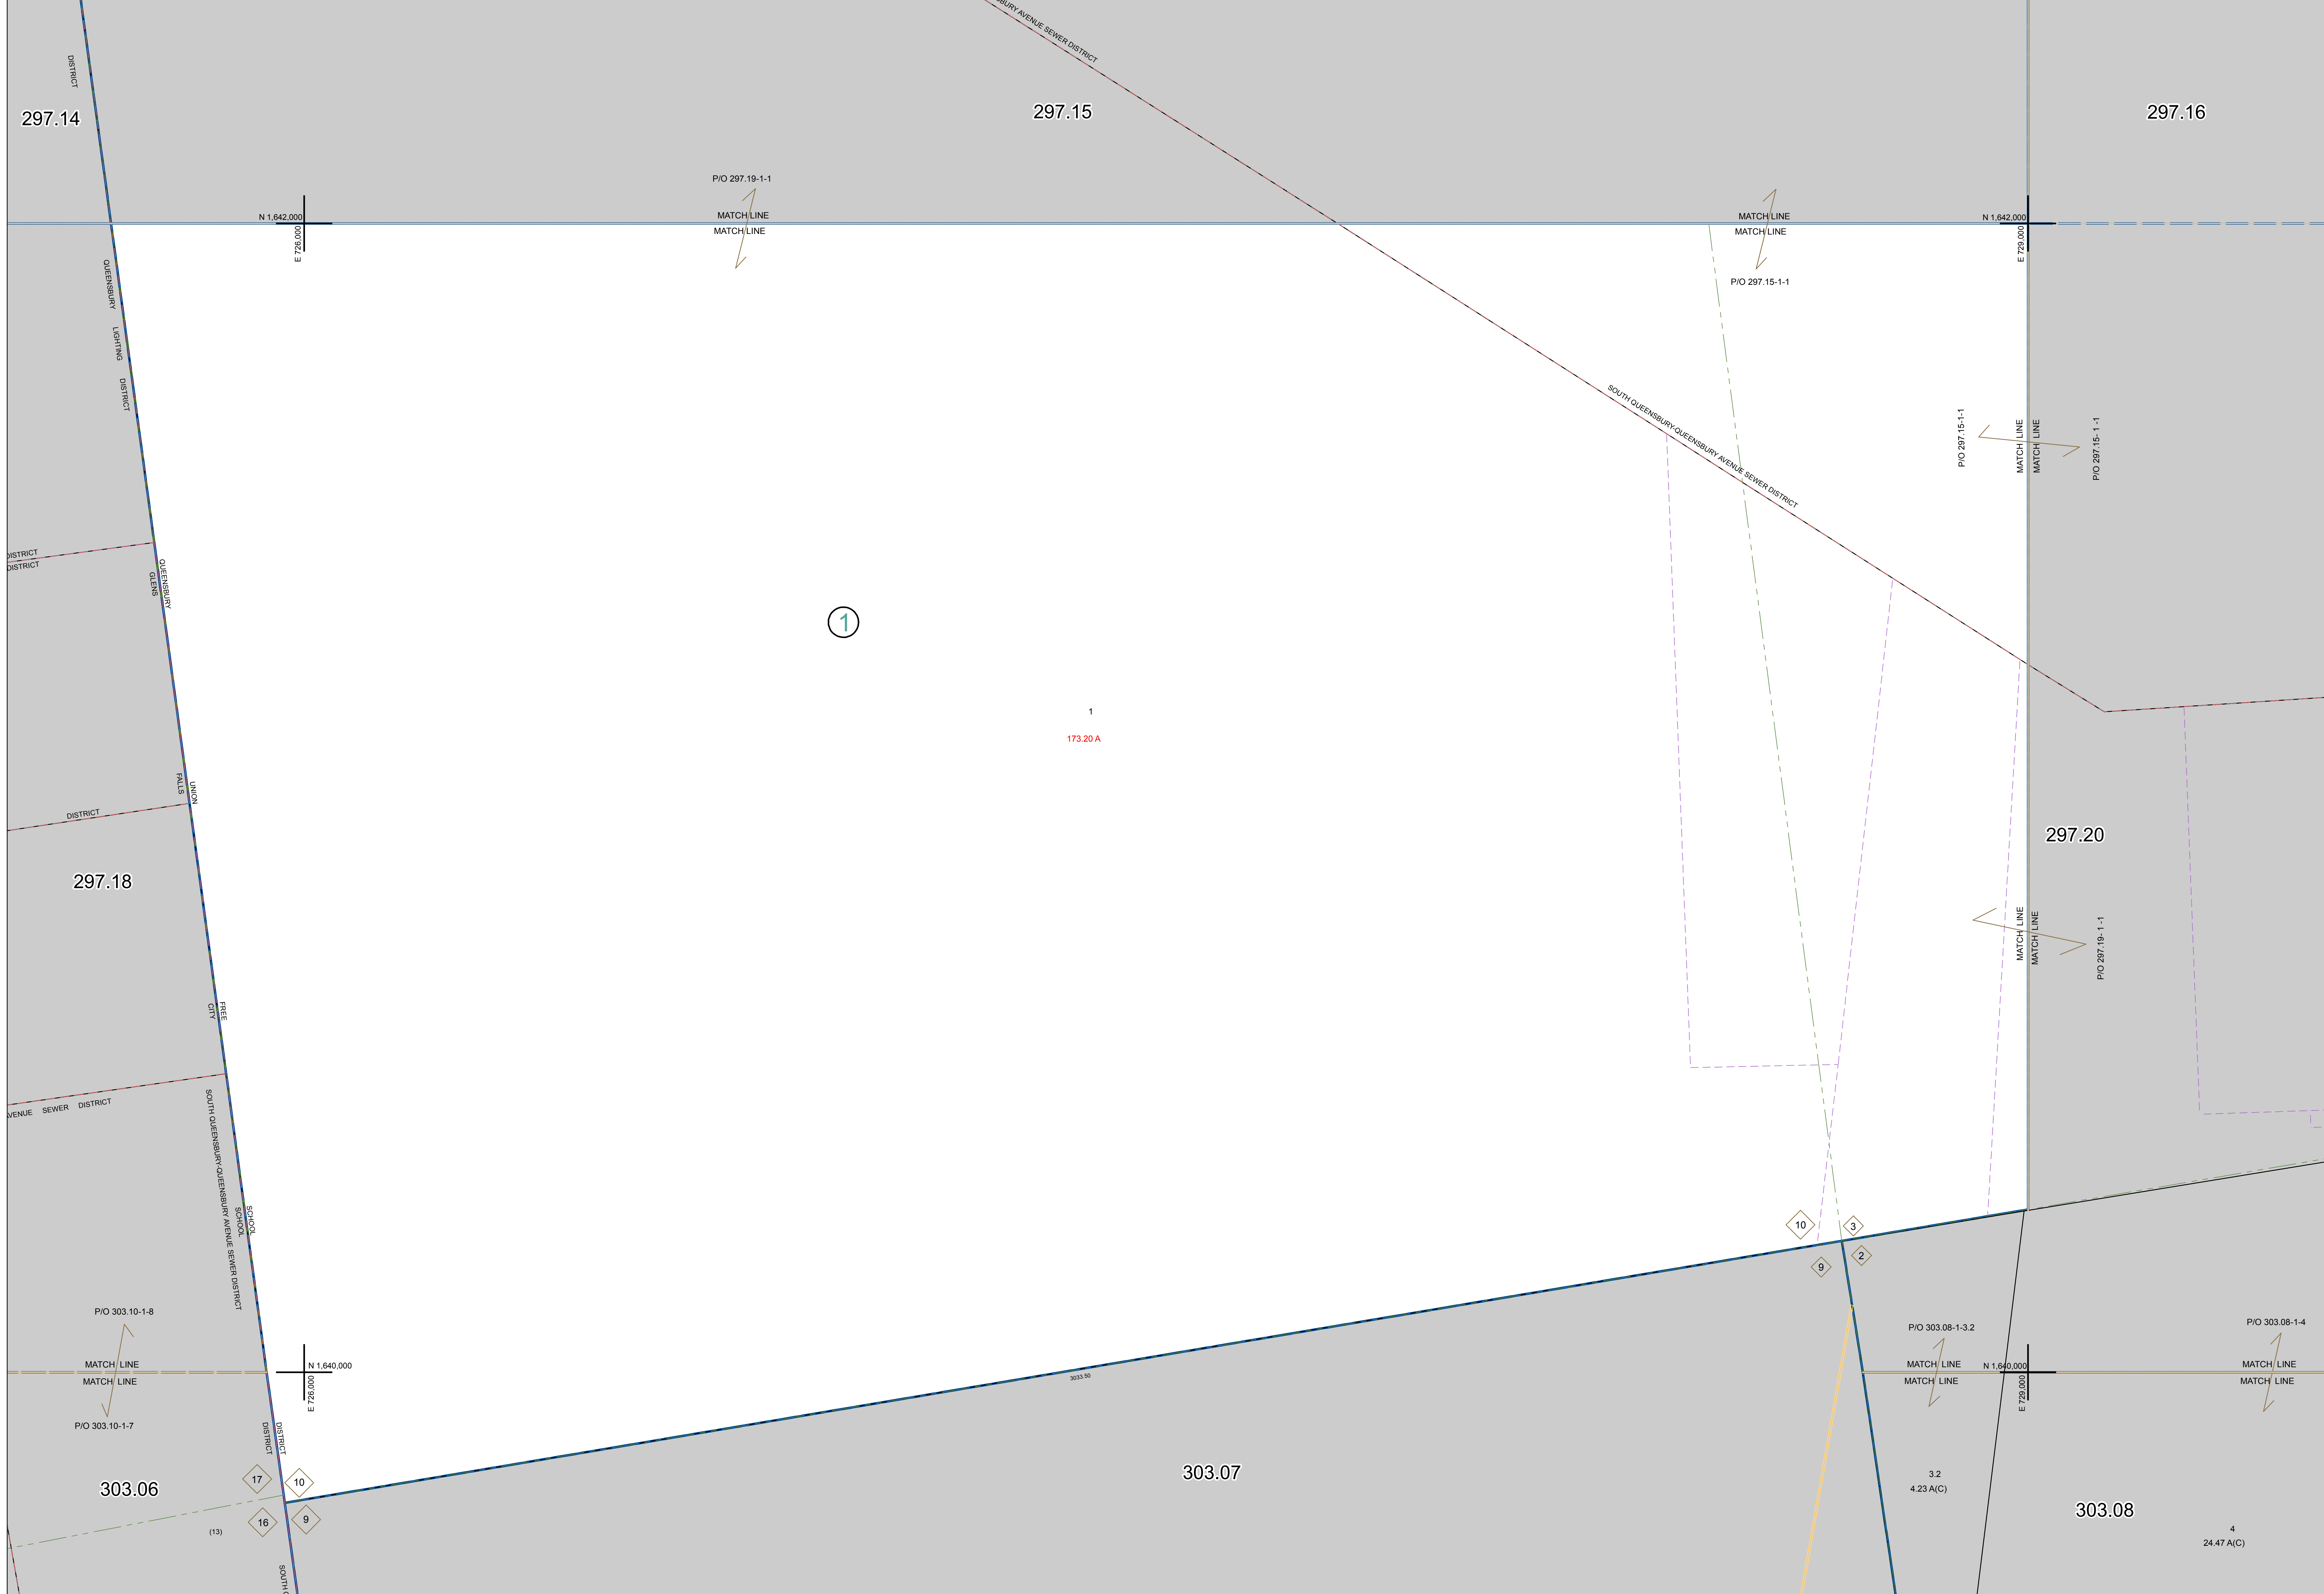 SBURY AVENUE SEWER DISTRICT
DISTRICT
297.14
297.15
297.16
P/O 297.19-1-1
N 1,642,000
E 726,000
MATCH LINE
MATCH LINE
MATCH LINE
MATCH LINE
P/O 297.15-1-1
N 1,642,000
E 729,000
QUEENSBURY LIGHTING DISTRICT
SOUTH QUEENSBURY-QUEENSBURY AVENUE SEWER DISTRICT
P/O 297.15-1-1
MATCH LINE
MATCH LINE
P/O 297.15- 1 -1
DISTRICT
DISTRICT
QUEENSBURY
GLENS
1
1
173.20 A
UNION
FALLS
DISTRICT
297.18
297.20
MATCH LINE
MATCH LINE
P/O 297.19- 1 -1
FREE
CITY
VENUE SEWER DISTRICT
SOUTH QUEENSBURY-QUEENSBURY AVENUE SEWER DISTRICT
SCHOOL
SCHOOL
10
3
9
2
P/O 303.10-1-8
MATCH LINE
MATCH LINE
P/O 303.10-1-7
N 1,640,000
E 726,000
3033.50
P/O 303.08-1-3.2
MATCH LINE
MATCH LINE
N 1,640,000
E 729,000
P/O 303.08-1-4
MATCH LINE
MATCH LINE
DISTRICT
DISTRICT
17
10
16
9
303.06
303.07
303.08
3.2
4.23 A(C)
4
24.47 A(C)
(13)
SOUTH